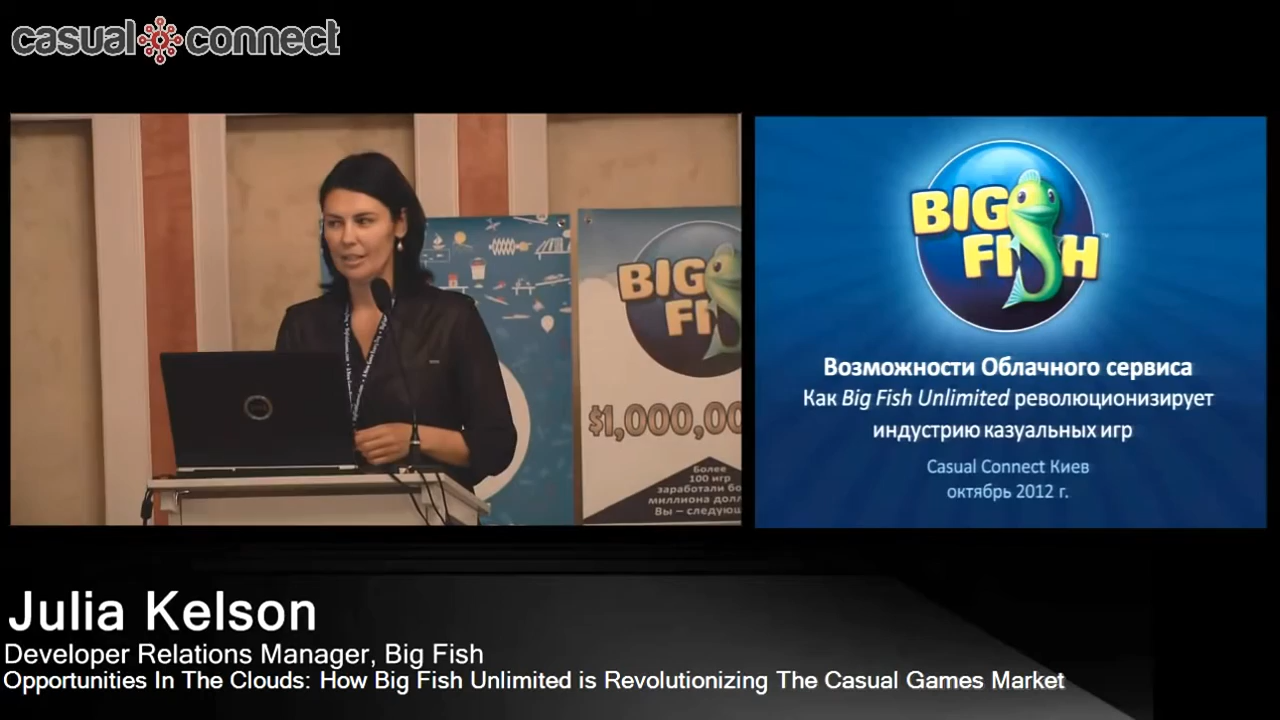 casual connect
BIG
FISH
$1,000,00
Более
100 игр
заработали бо
миллиона долл
Вы – следующ
BIG
FISH
™
Возможности Облачного сервиса
Как Big Fish Unlimited революционизирует
индустрию казуальных игр
Casual Connect Киев
октябрь 2012 г.
Julia Kelson
Developer Relations Manager, Big Fish
Opportunities In The Clouds: How Big Fish Unlimited is Revolutionizing The Casual Games Market